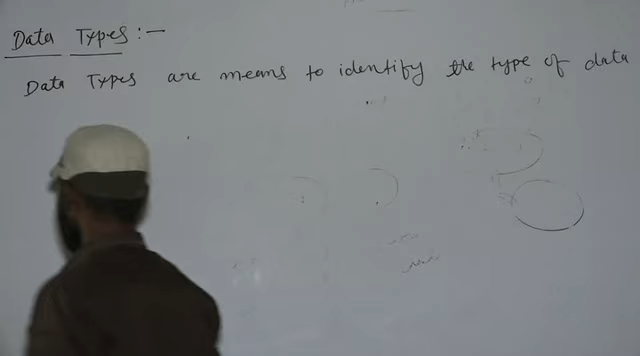 Data Types:-
Data Types are means to identify the type of data